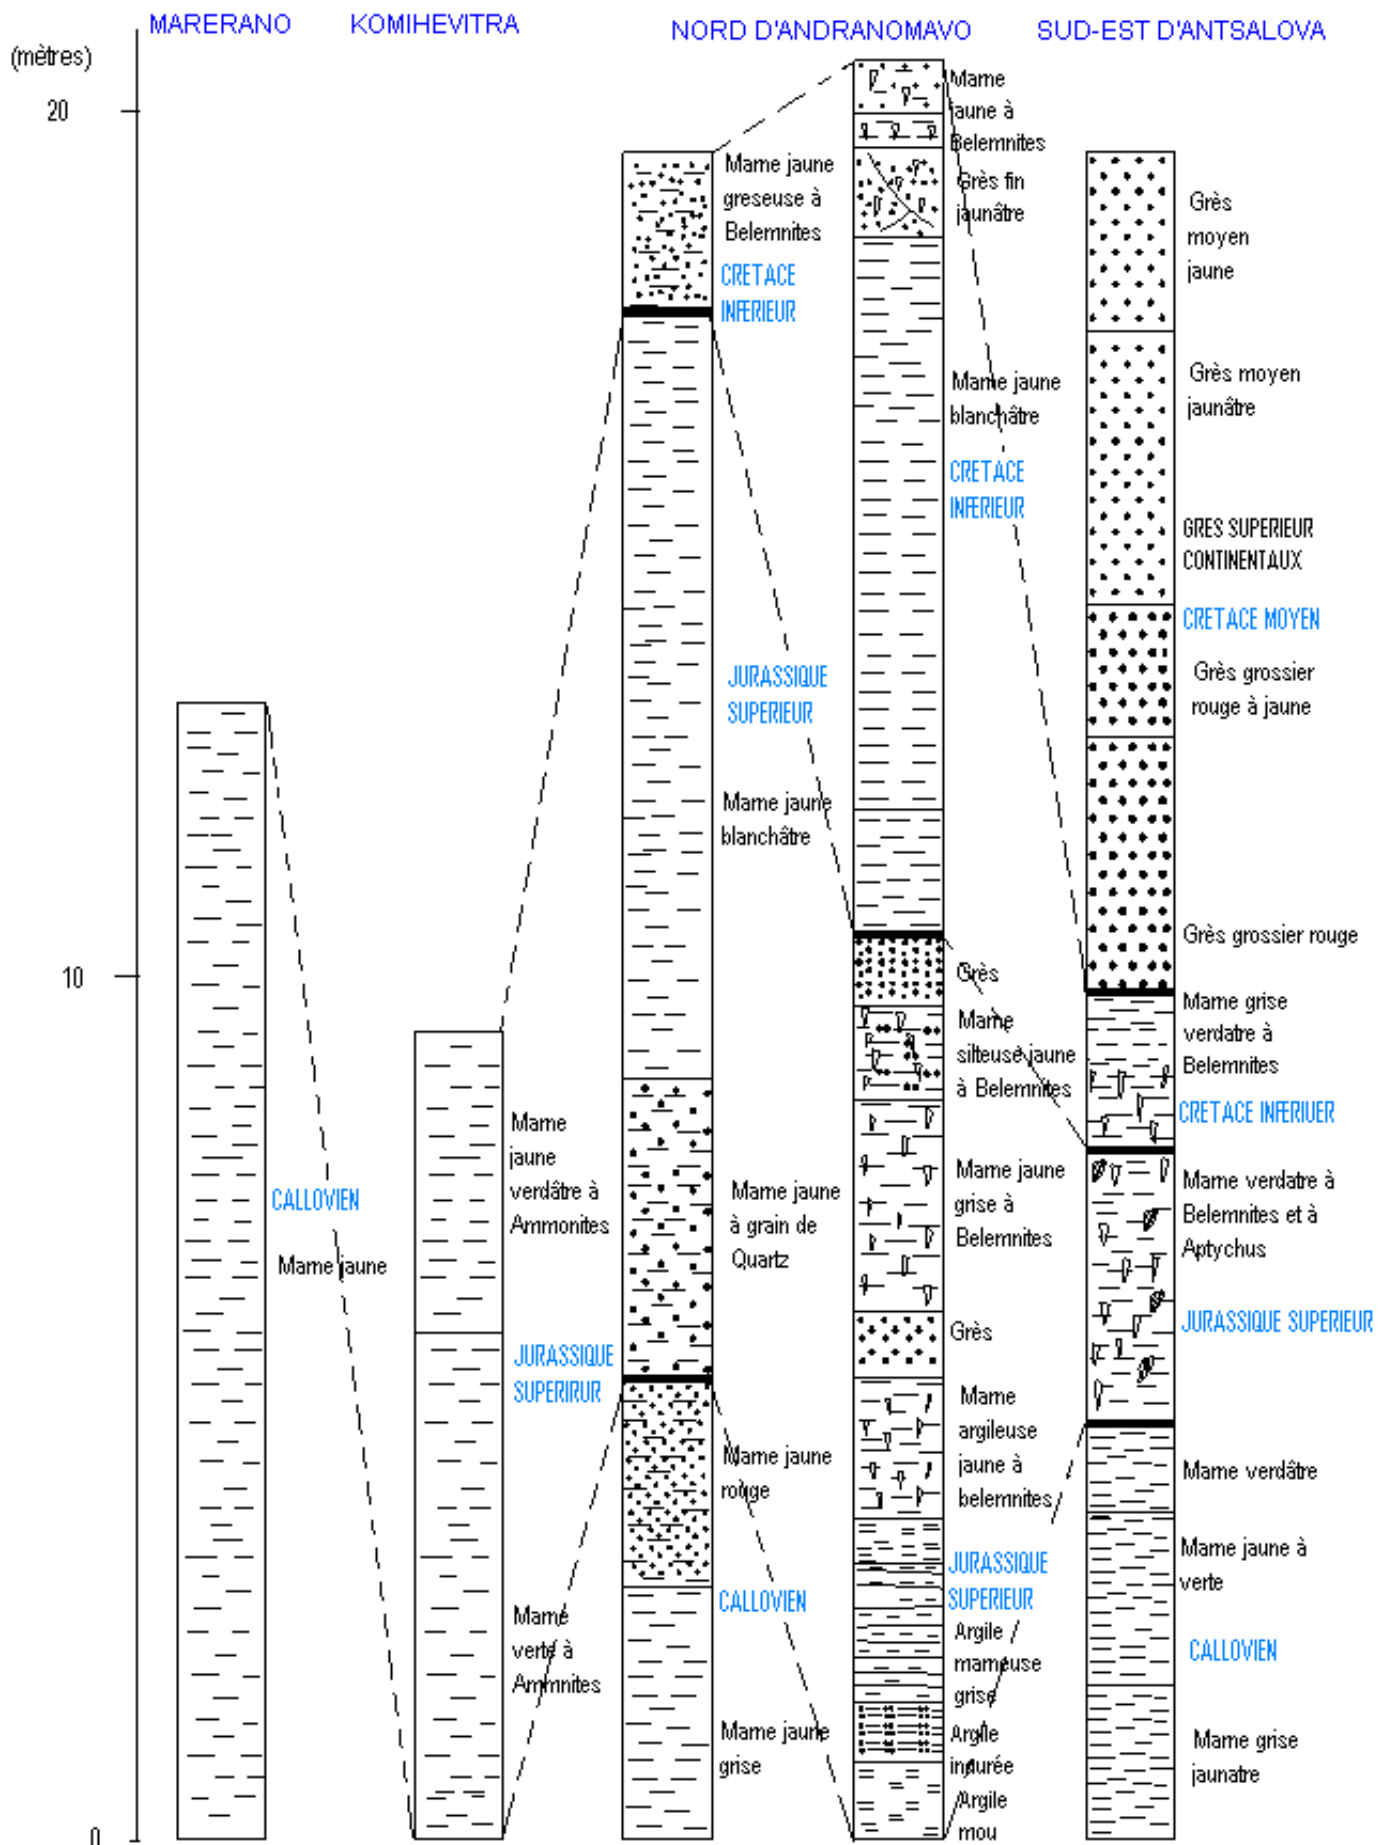 MARERANO
KOMIHEVITRA
NORD D'ANDRANOMAVO
SUD-EST D'ANTSALOVA
(mètres)
20
10
0
CALLOVIEN
Marne jaune
Marne
jaune
verdâtre à
Ammonites
JURASSIQUE
SUPERIRUR
Marne
verte à
Ammnites
Marne jaune
greseuse à
Belemnites
CRETACE
INFERIEUR
JURASSIQUE
SUPERIEUR
Marne jaune
blanchâtre
Marne jaune
à grain de
Quartz
Marne jaune
rouge
CALLOVIEN
Marne jaune
grise
Marne
jaune à
Belemnites
Grès fin
jaunâtre
Marne jaune
blanchâtre
CRETACE
INFERIEUR
Grès
Marne
silteuse jaune
à Belemnites
Marne jaune
grise à
Belemnites
Grès
Marne
argileuse
jaune à
belemnites
JURASSIQUE
SUPERIEUR
Argile
marneuse
grise
Argile
indurée
Argile
mou
Grès
moyen
jaune
Grès moyen
jaunâtre
GRES SUPERIEUR
CONTINENTAUX
CRETACE MOYEN
Grès grossier
rouge à jaune
Grès grossier rouge
Marne grise
verdatre à
Belemnites
CRETACE INFERIUER
Marne verdatre à
Belemnites et à
Aptychus
JURASSIQUE SUPERIEUR
Marne verdâtre
Marne jaune à
verte
CALLOVIEN
Marne grise
jaunatre